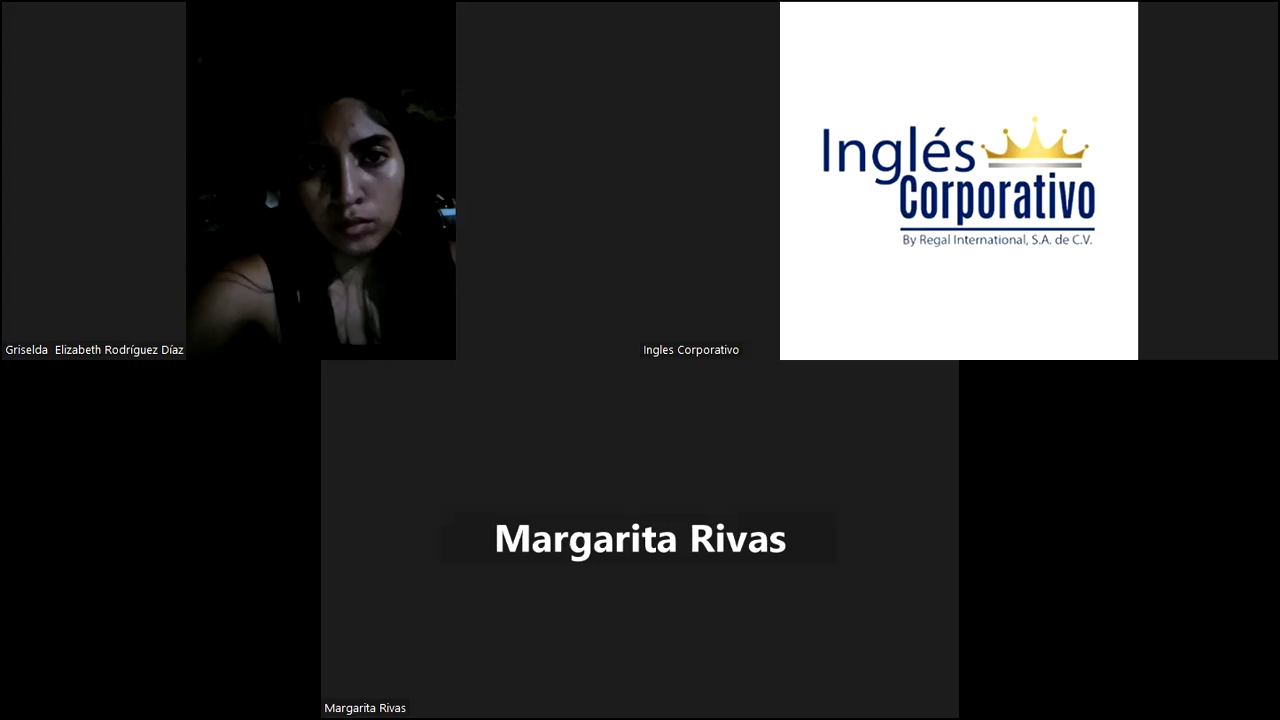 Inglés
Corporativo
By Regal International, S.A. de C.V.
Griselda  Elizabeth Rodríguez Díaz
Ingles Corporativo
Margarita Rivas
Margarita Rivas